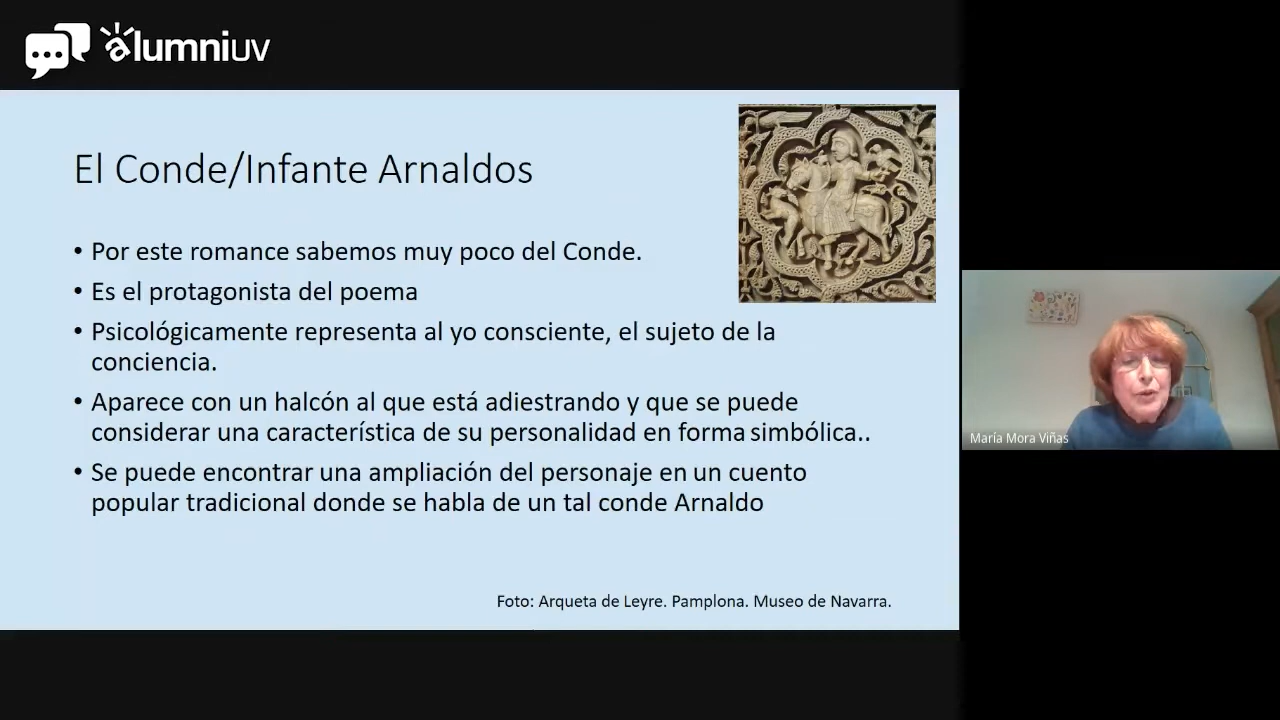 alumniuv
El Conde/Infante Arnaldos
• Por este romance sabemos muy poco del Conde.
• Es el protagonista del poema
• Psicológicamente representa al yo consciente, el sujeto de la
conciencia.
• Aparece con un halcón al que está adiestrando y que se puede
considerar una característica de su personalidad en forma simbólica..
• Se puede encontrar una ampliación del personaje en un cuento
popular tradicional donde se habla de un tal conde Arnaldo
Foto: Arqueta de Leyre. Pamplona. Museo de Navarra.
María Mora Viñas